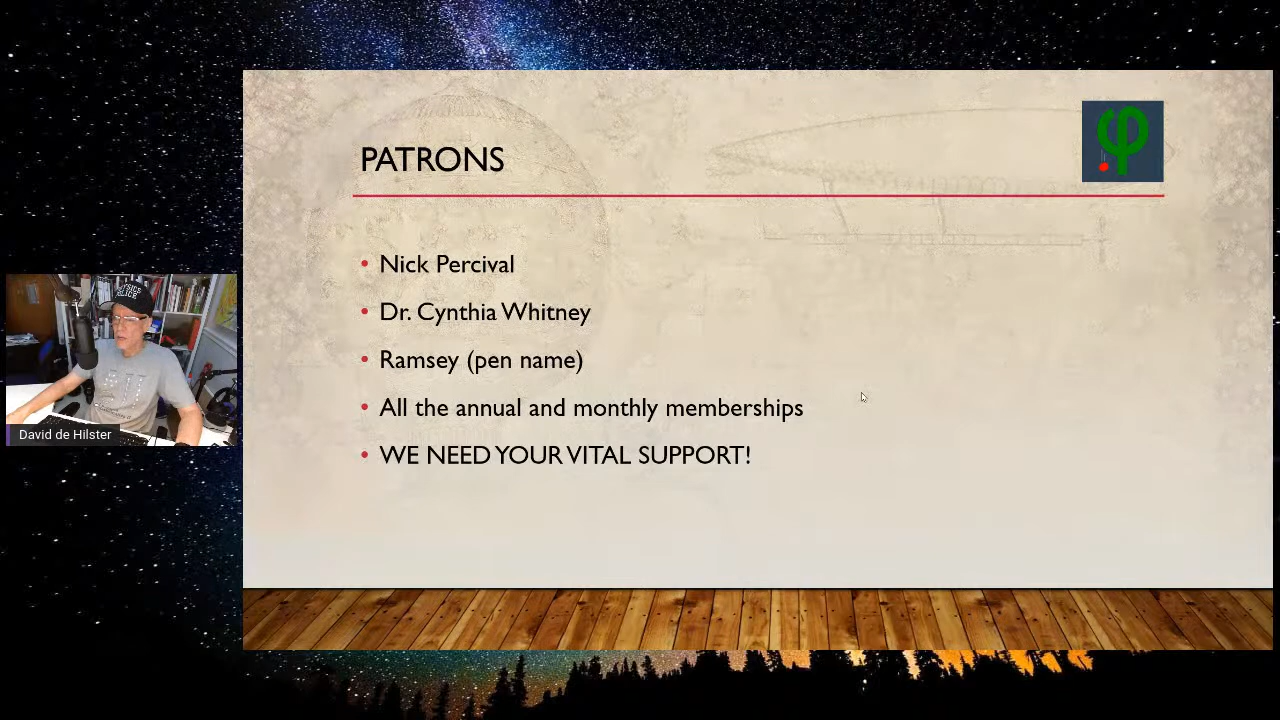 PATRONS
• Nick Percival
• Dr. Cynthia Whitney
• Ramsey (pen name)
• All the annual and monthly memberships
• WE NEED YOUR VITAL SUPPORT!
POLICE
David de Hilster